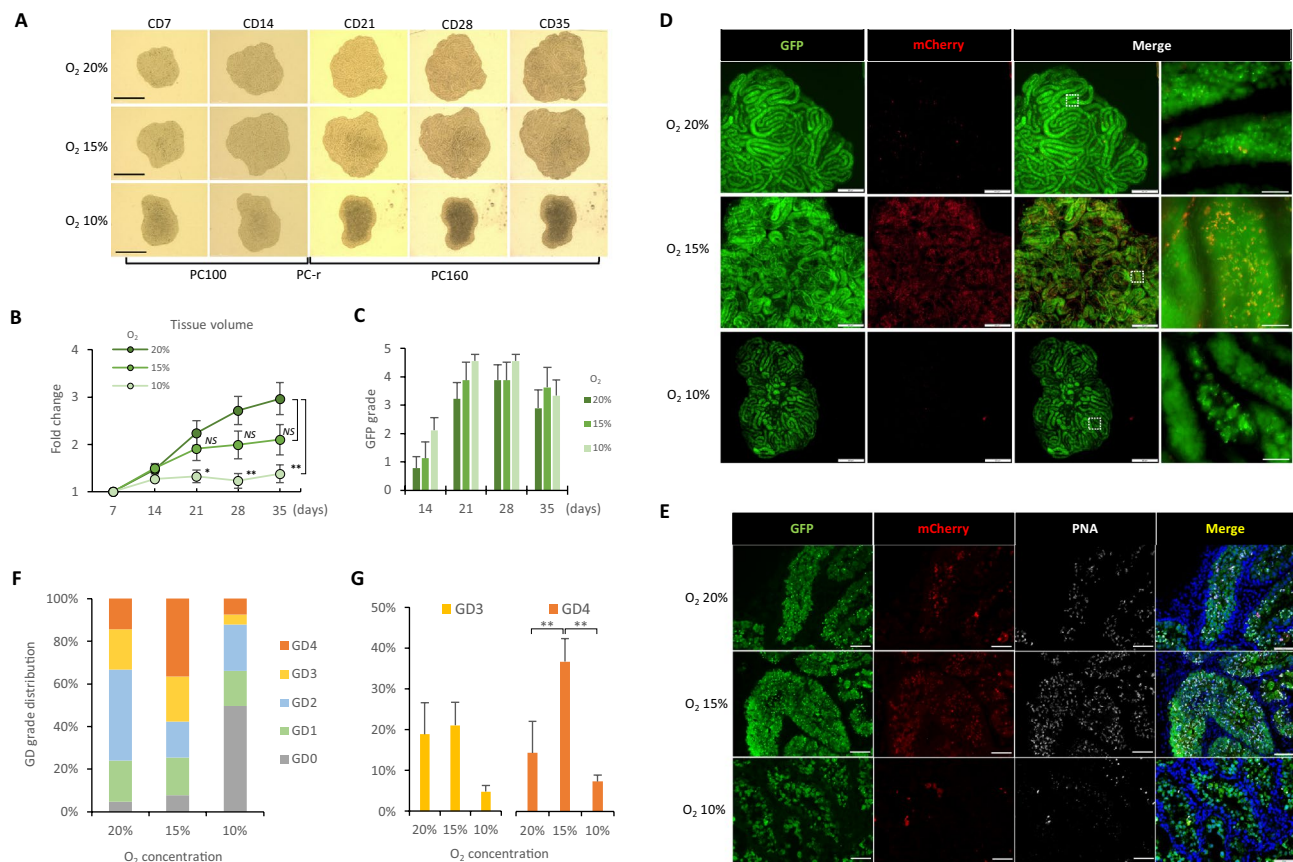 A
CD7 CD14 CD21 CD28 CD35
O₂ 20%
O₂ 15%
O₂ 10%
PC100 PC-r PC160
B
Tissue volume
O₂
20%
15%
10%
Fold change
4
3
2
1
NS NS NS
* ** **
7 14 21 28 35 (days)
C
GFP grade
5
4
3
2
1
0
O₂
20%
15%
10%
14 21 28 35 (days)
D
GFP mCherry Merge
O₂ 20%
O₂ 15%
O₂ 10%
E
GFP mCherry PNA Merge
O₂ 20%
O₂ 15%
O₂ 10%
F
GD grade distribution
100%
80%
60%
40%
20%
0%
GD4
GD3
GD2
GD1
GD0
20% 15% 10%
O₂ concentration
G
50%
40%
30%
20%
10%
0%
GD3 GD4
** **
20% 15% 10% 20% 15% 10%
O₂ concentration